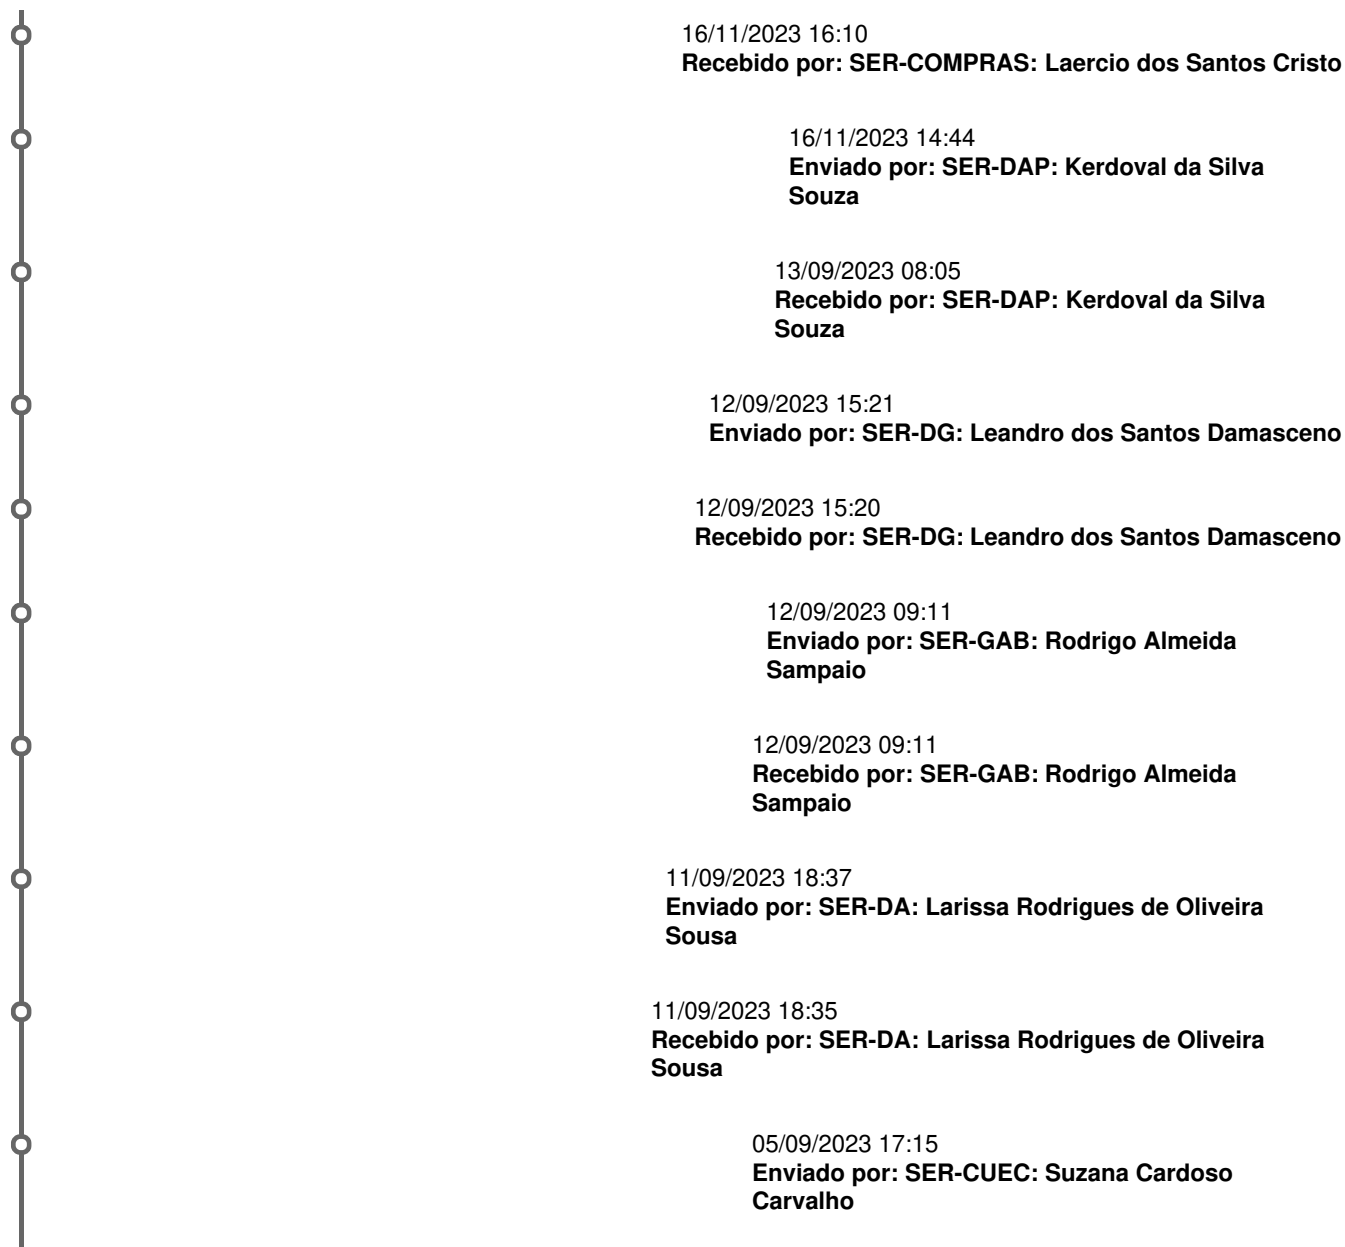 16/11/2023 16:10
Recebido por: SER-COMPRAS: Laercio dos Santos Cristo
16/11/2023 14:44
Enviado por: SER-DAP: Kerdoval da Silva
Souza
13/09/2023 08:05
Recebido por: SER-DAP: Kerdoval da Silva
Souza
12/09/2023 15:21
Enviado por: SER-DG: Leandro dos Santos Damasceno
12/09/2023 15:20
Recebido por: SER-DG: Leandro dos Santos Damasceno
12/09/2023 09:11
Enviado por: SER-GAB: Rodrigo Almeida
Sampaio
12/09/2023 09:11
Recebido por: SER-GAB: Rodrigo Almeida
Sampaio
11/09/2023 18:37
Enviado por: SER-DA: Larissa Rodrigues de Oliveira
Sousa
11/09/2023 18:35
Recebido por: SER-DA: Larissa Rodrigues de Oliveira
Sousa
05/09/2023 17:15
Enviado por: SER-CUEC: Suzana Cardoso
Carvalho